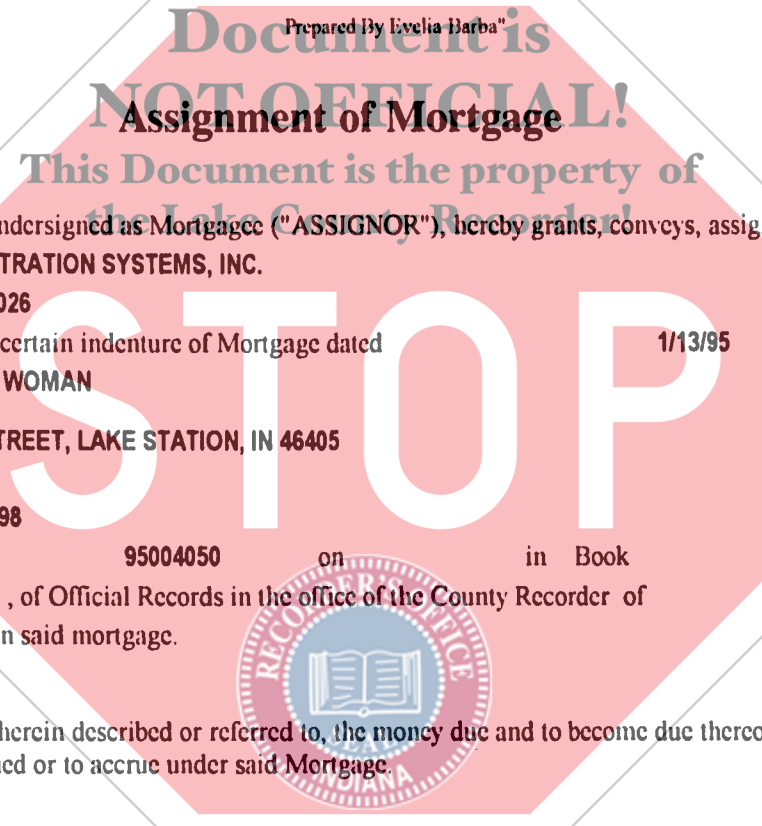 Prepared By Evelia Barba"
Document is
NOT OFFICIAL!
Assignment of Mortgage
This Document is the property of
the Lake County Recorder!
ndersigned as Mortgagee ("ASSIGNOR"), hereby grants, conveys, assig
TRATION SYSTEMS, INC.
026
certain indenture of Mortgage dated 1/13/95
WOMAN
STOP
TREET, LAKE STATION, IN 46405
98
95004050 on in Book
, of Official Records in the office of the County Recorder of
n said mortgage.
RECORDER'S OFFICE
SEAL
INDIANA
herein described or referred to, the money due and to become due thereo
ed or to accrue under said Mortgage.